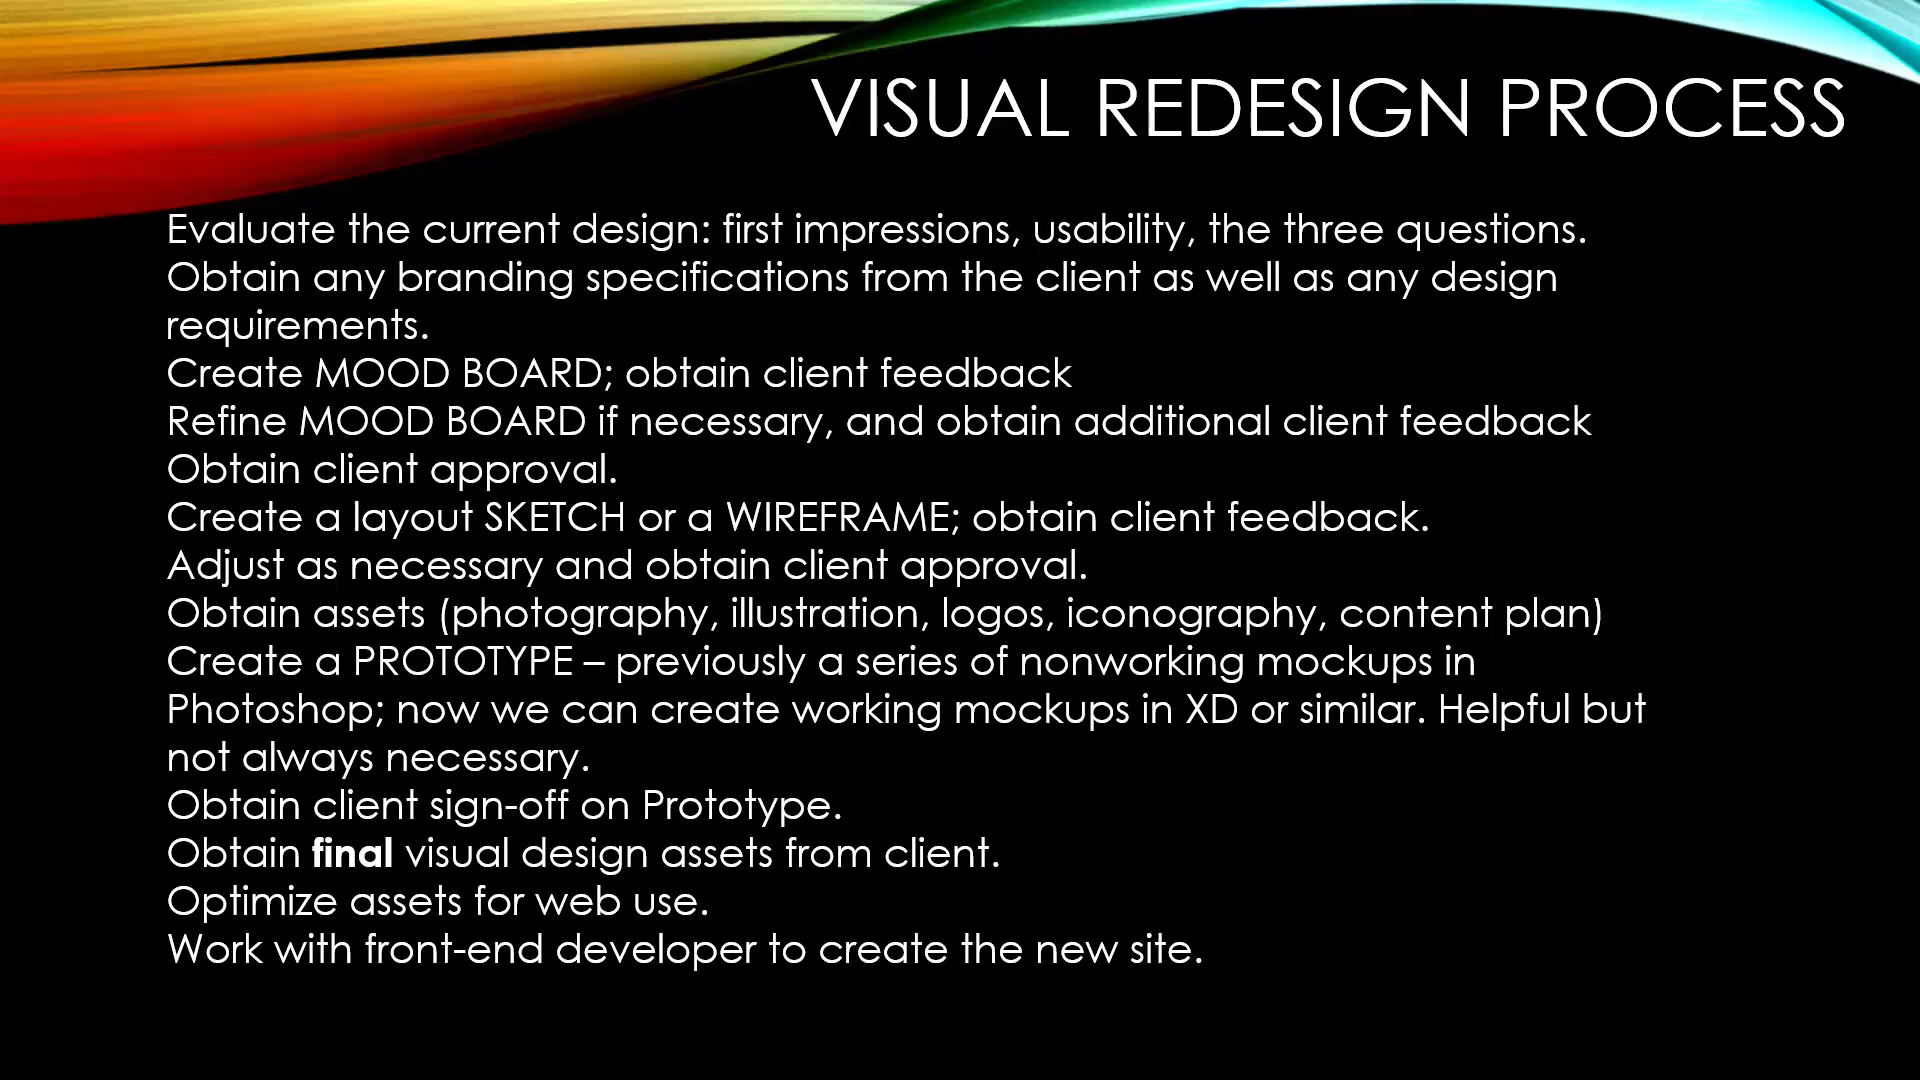 VISUAL REDESIGN PROCESS
Evaluate the current design: first impressions, usability, the three questions.
Obtain any branding specifications from the client as well as any design
requirements.
Create MOOD BOARD; obtain client feedback
Refine MOOD BOARD if necessary, and obtain additional client feedback
Obtain client approval.
Create a layout SKETCH or a WIREFRAME; obtain client feedback.
Adjust as necessary and obtain client approval.
Obtain assets (photography, illustration, logos, iconography, content plan)
Create a PROTOTYPE – previously a series of nonworking mockups in
Photoshop; now we can create working mockups in XD or similar. Helpful but
not always necessary.
Obtain client sign-off on Prototype.
Obtain final visual design assets from client.
Optimize assets for web use.
Work with front-end developer to create the new site.